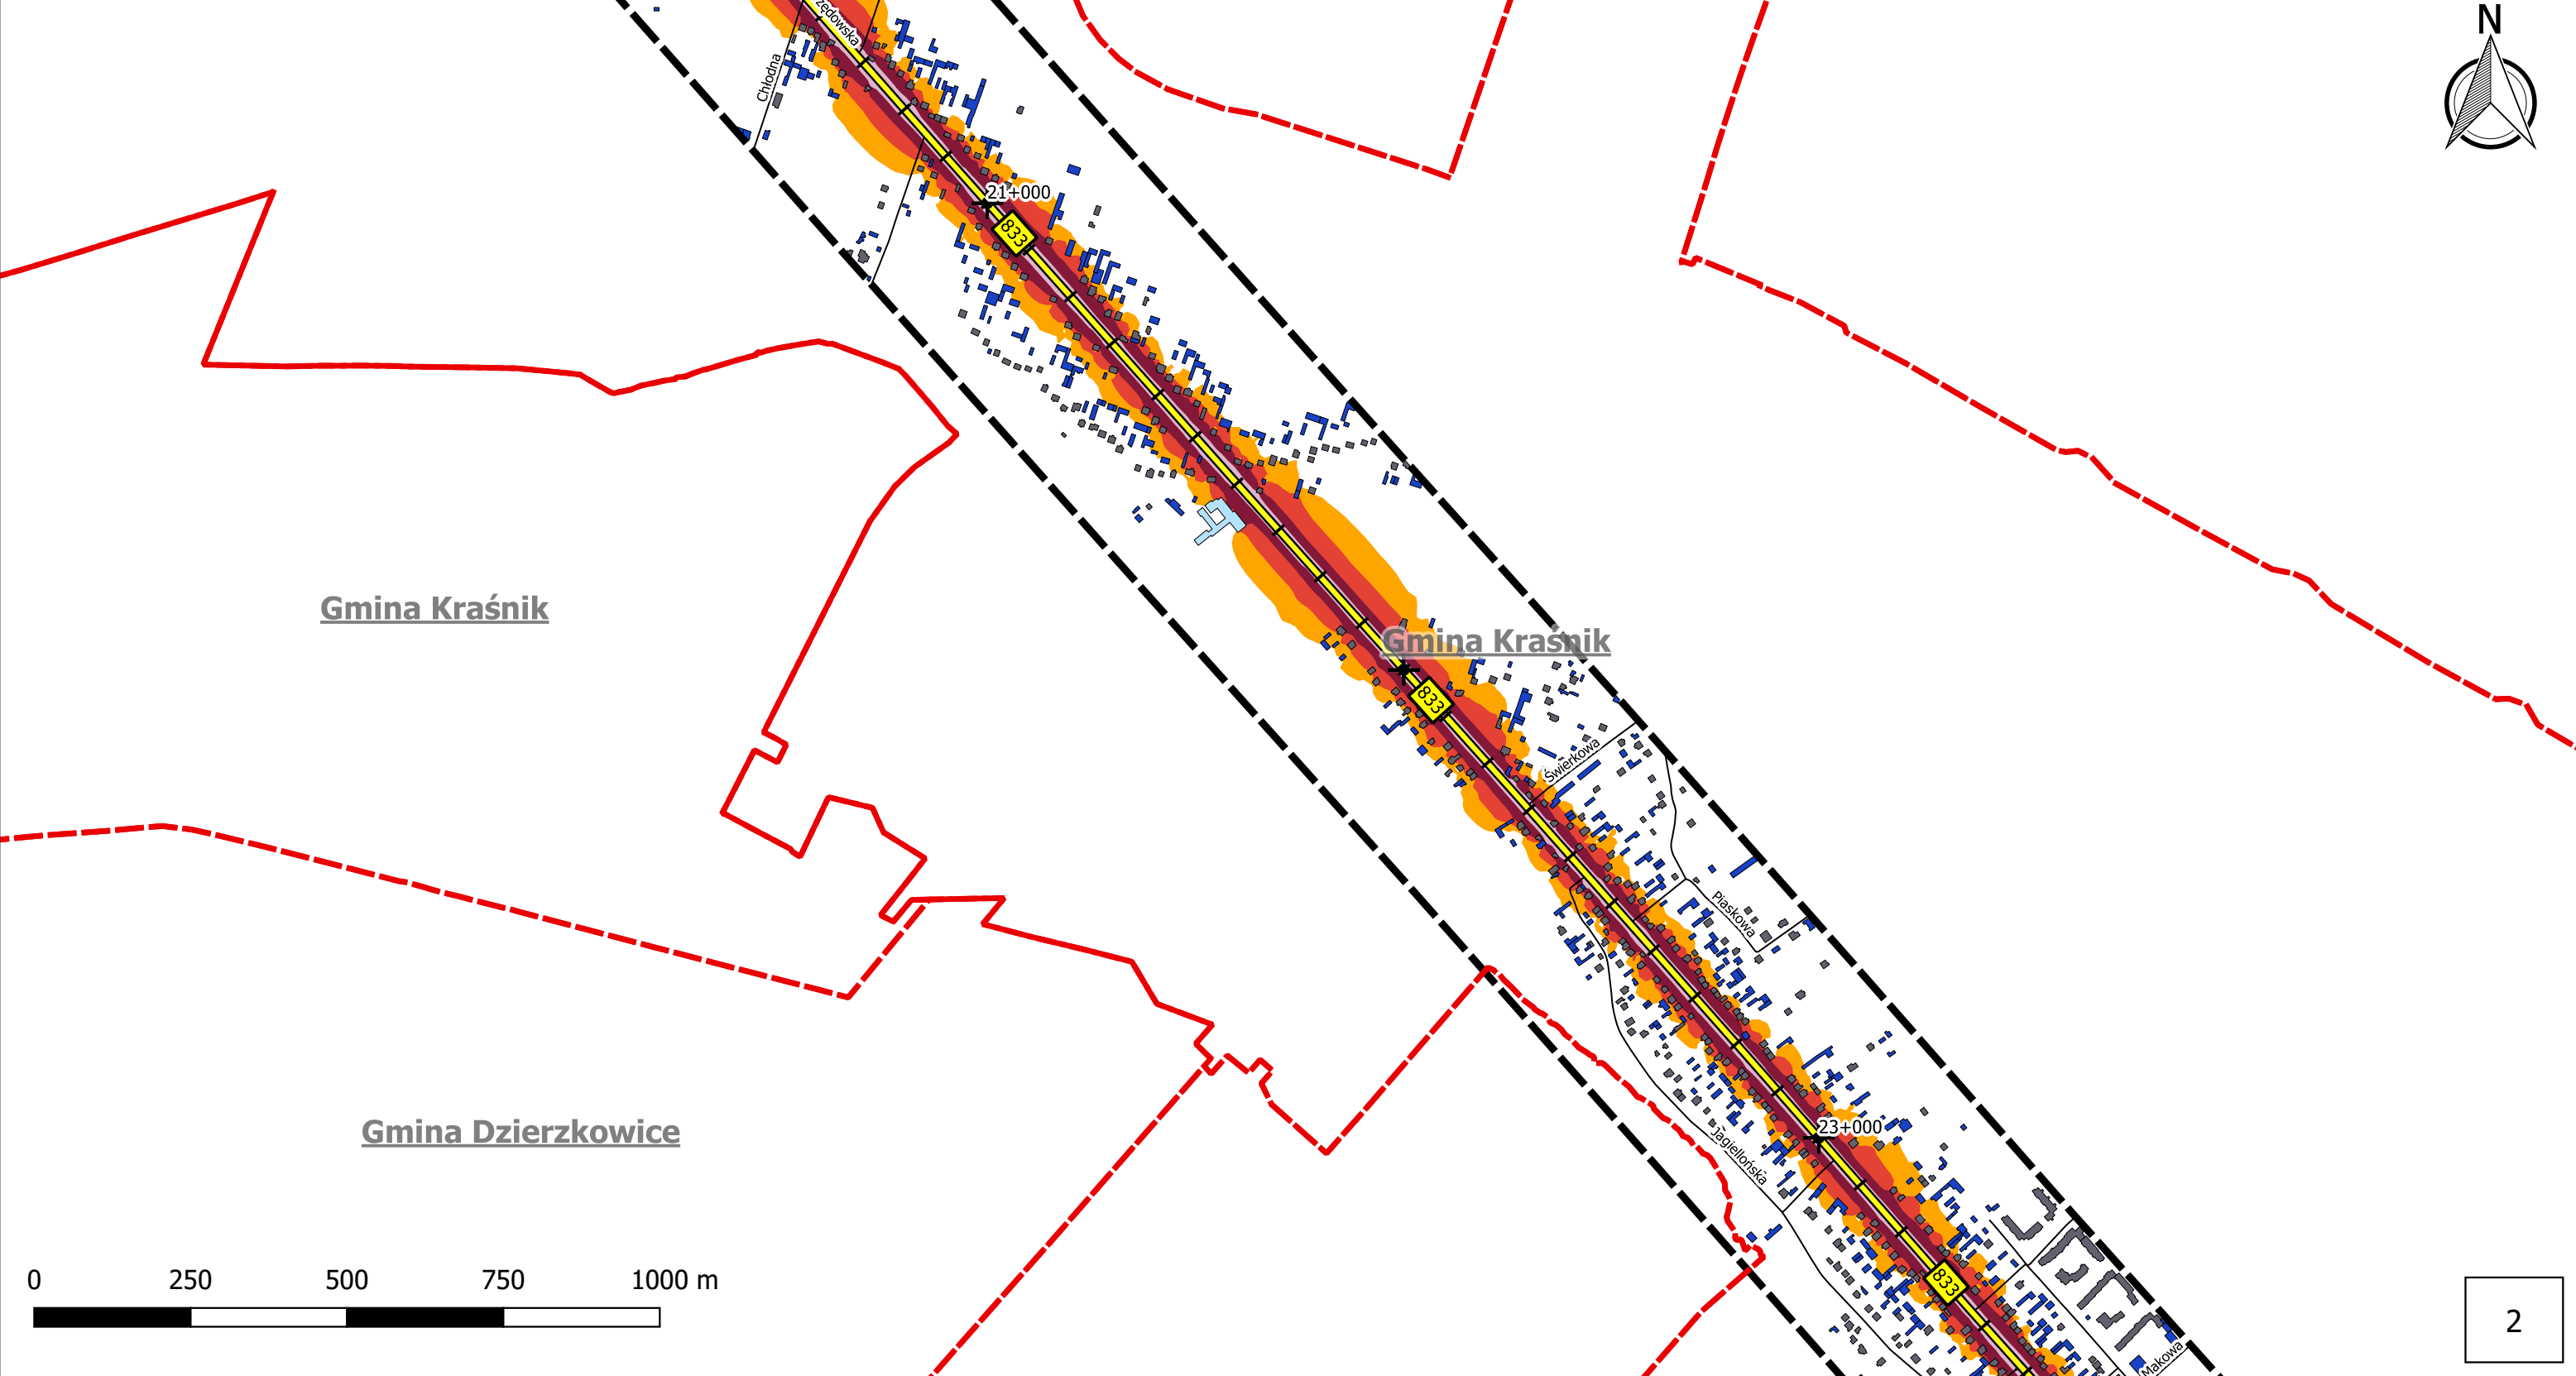 N
zędowska
Chłodna
21+000
833
Gmina Kraśnik
Gmina Kraśnik
833
Świerkowa
Piaskowa
Gmina Dzierzkowice
23+000
Jagiellońska
833
0 250 500 750 1000 m
2
Makowa